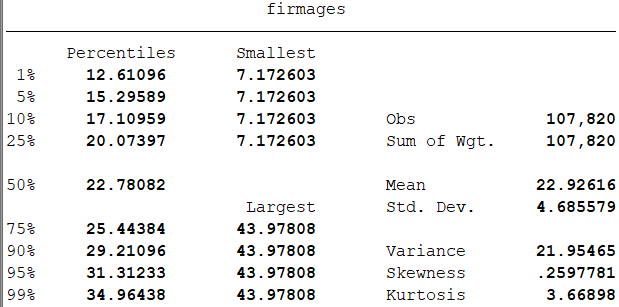 firmages
Percentiles Smallest
1% 12.61096 7.172603
5% 15.29589 7.172603
10% 17.10959 7.172603 Obs 107,820
25% 20.07397 7.172603 Sum of Wgt. 107,820
50% 22.78082 Mean 22.92616
Largest Std. Dev. 4.685579
75% 25.44384 43.97808
90% 29.21096 43.97808 Variance 21.95465
95% 31.31233 43.97808 Skewness .2597781
99% 34.96438 43.97808 Kurtosis 3.66898